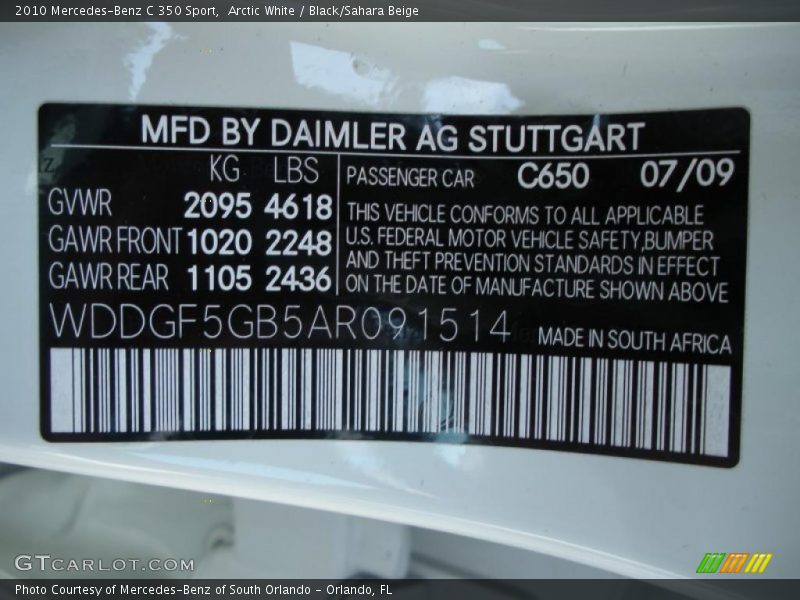 2010 Mercedes-Benz C 350 Sport,  Arctic White / Black/Sahara Beige
MFD BY DAIMLER AG STUTTGART
KG LBS
GVWR 2095 4618
GAWR FRONT 1020 2248
GAWR REAR 1105 2436
PASSENGER CAR C650 07/09
THIS VEHICLE CONFORMS TO ALL APPLICABLE
U.S. FEDERAL MOTOR VEHICLE SAFETY,BUMPER
AND THEFT PREVENTION STANDARDS IN EFFECT
ON THE DATE OF MANUFACTURE SHOWN ABOVE
WDDGF5GB5AR091514 MADE IN SOUTH AFRICA
GTCARLOT.COM
Photo Courtesy of Mercedes-Benz of South Orlando - Orlando, FL